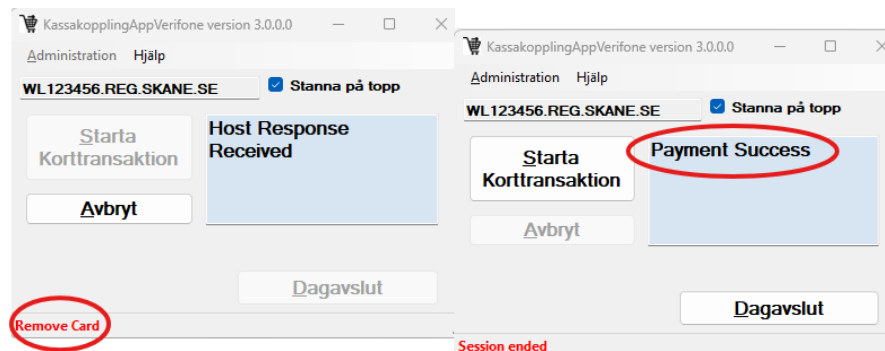 KassakopplingAppVerifone version 3.0.0.0
Administration Hjälp
WL123456.REG.SKANE.SE Stanna på topp
Starta
Korttransaktion
Host Response
Received
Avbryt
Dagavslut
Remove Card
KassakopplingAppVerifone version 3.0.0.0
Administration Hjälp
WL123456.REG.SKANE.SE Stanna på topp
Starta
Korttransaktion
Payment Success
Avbryt
Dagavslut
Session ended